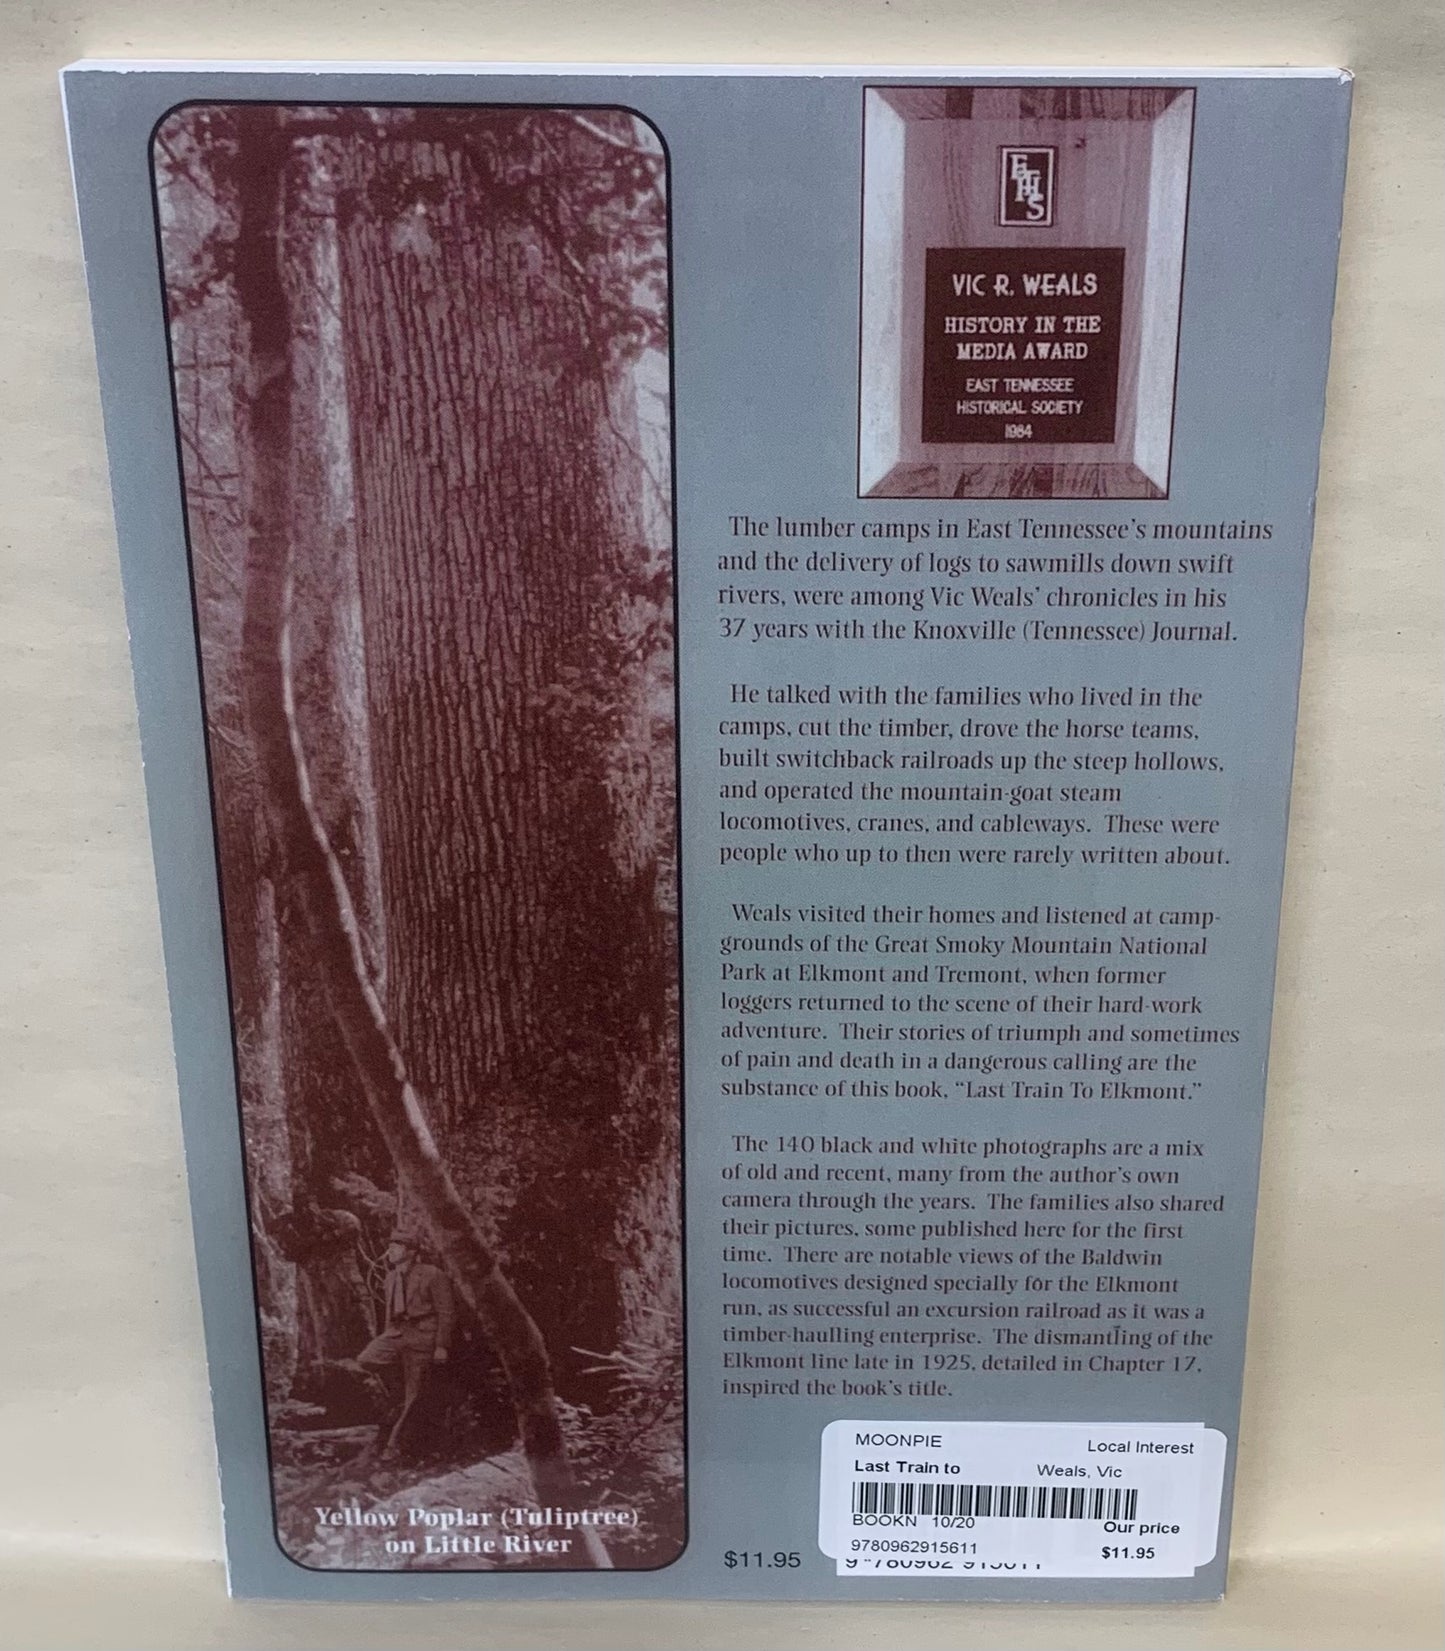 EHS
VIC R. WEALS
HISTORY IN THE
MEDIA AWARD
EAST TENNESSEE
HISTORICAL SOCIETY
1984
The lumber camps in East Tennessee's mountains
and the delivery of logs to sawmills down swift
rivers, were among Vic Weals' chronicles in his
37 years with the Knoxville (Tennessee) Journal.
He talked with the families who lived in the
camps, cut the timber, drove the horse teams,
built switchback railroads up the steep hollows,
and operated the mountain-goat steam
locomotives, cranes, and cableways. These were
people who up to then were rarely written about.
Weals visited their homes and listened at camp-
grounds of the Great Smoky Mountain National
Park at Elkmont and Tremont, when former
loggers returned to the scene of their hard-work
adventure. Their stories of triumph and sometimes
of pain and death in a dangerous calling are the
substance of this book, "Last Train To Elkmont."
The 140 black and white photographs are a mix
of old and recent, many from the author's own
camera through the years. The families also shared
their pictures, some published here for the first
time. There are notable views of the Baldwin
locomotives designed specially for the Elkmont
run, as successful an excursion railroad as it was a
timber-haulling enterprise. The dismantling of the
Elkmont line late in 1925, detailed in Chapter 17,
inspired the book's title.
Yellow Poplar (Tuliptree)
on Little River
$11.95
MOONPIE Local Interest
Last Train to Weals, Vic
BOOKN 10/20 Our price
9780962915611 $11.95